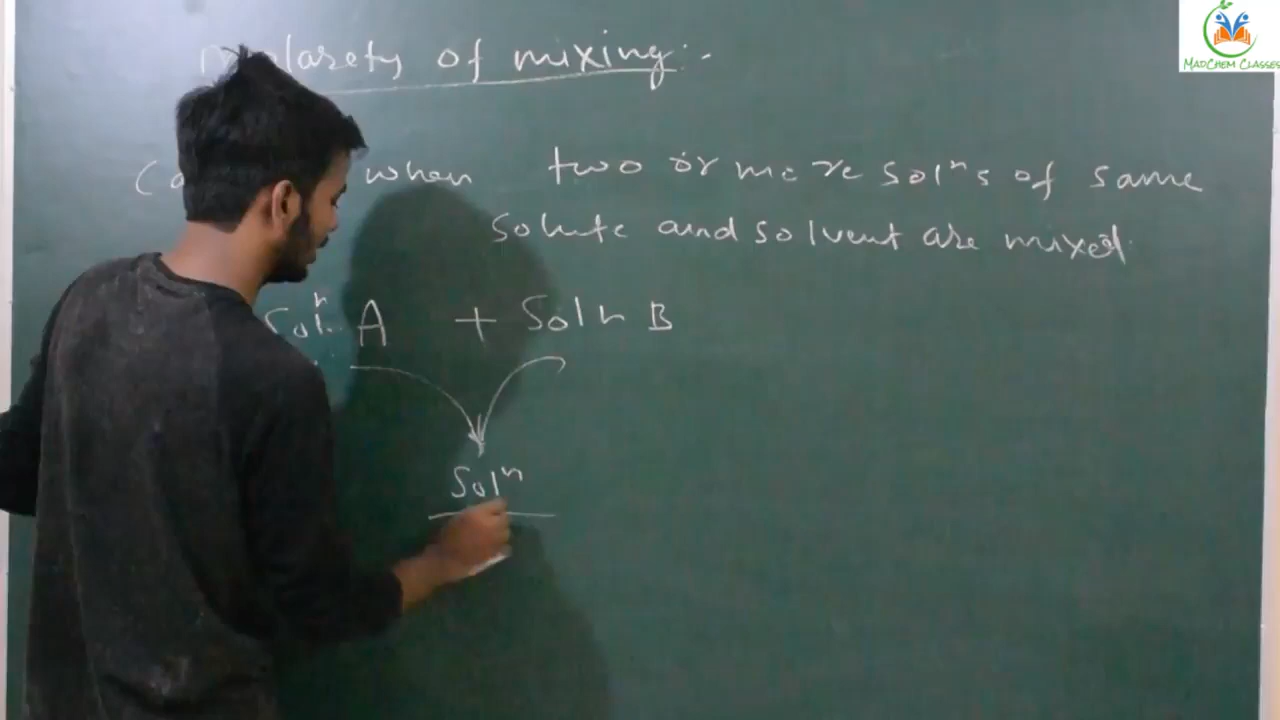 of mixing:-
when two or more solⁿs of same
solute and solvent are mixed.
Solⁿ A + Soln B
Solⁿ
MADCHEM CLASSES